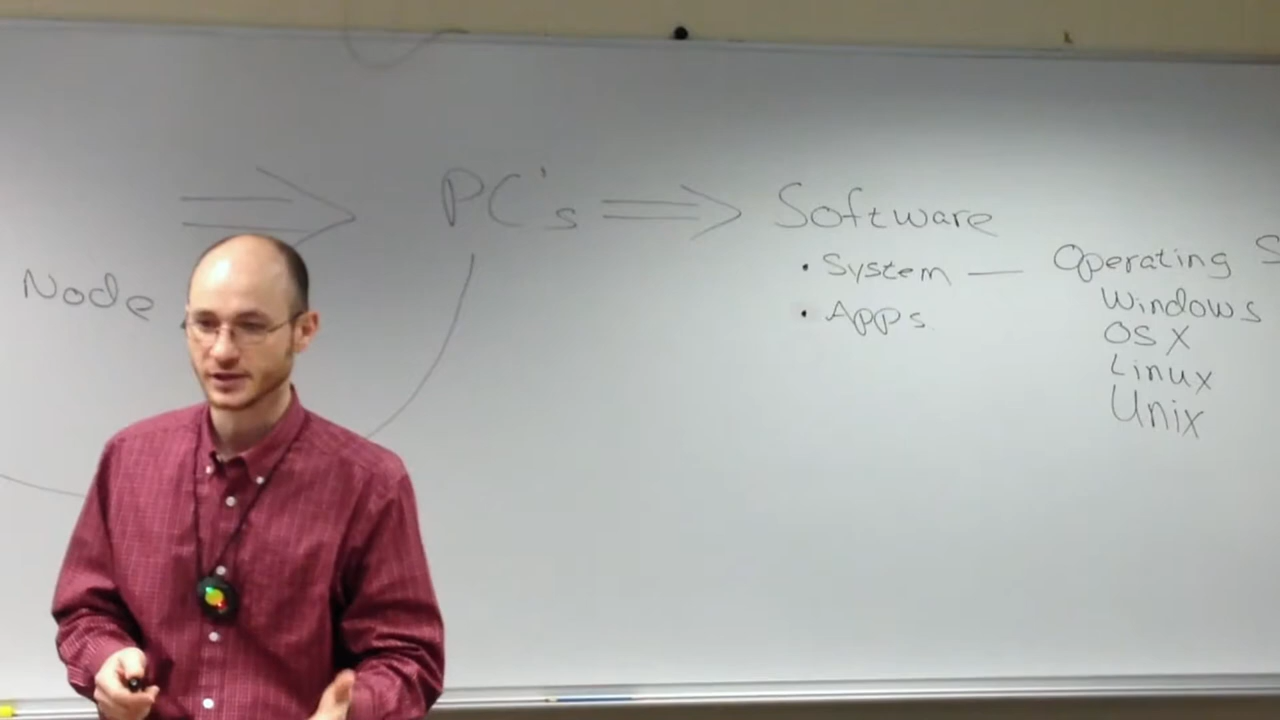 PC's Software
System — Operating S
Apps
Node
Windows
OS X
Linux
Unix